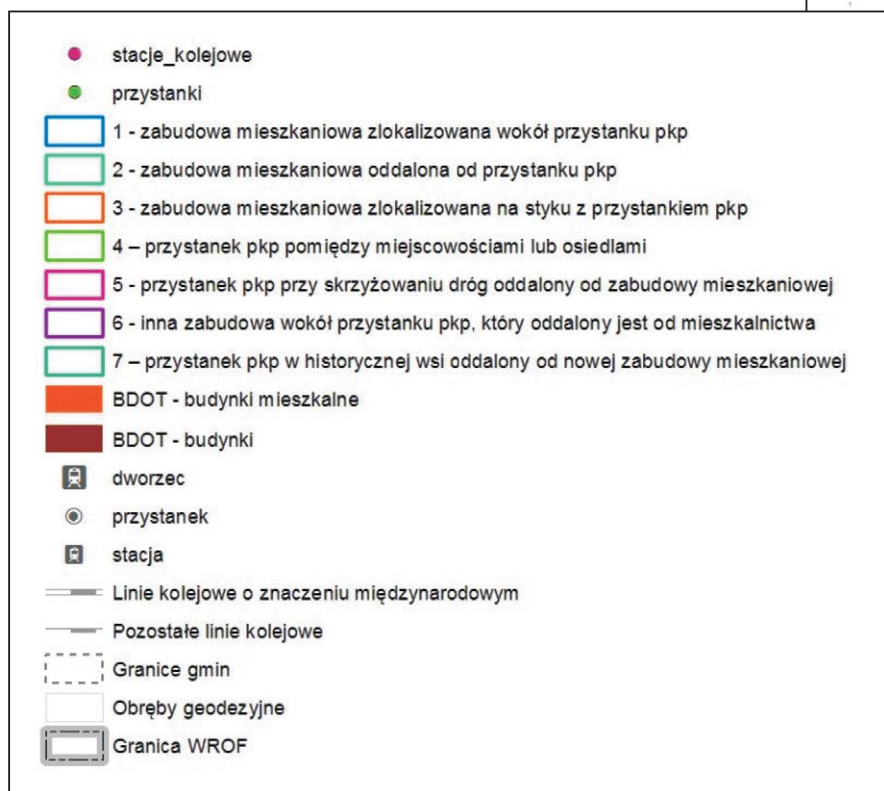 stacje_kolejowe
przystanki
1 - zabudowa mieszkaniowa zlokalizowana wokół przystanku pkp
2 - zabudowa mieszkaniowa oddalona od przystanku pkp
3 - zabudowa mieszkaniowa zlokalizowana na styku z przystankiem pkp
4 – przystanek pkp pomiędzy miejscowościami lub osiedlami
5 - przystanek pkp przy skrzyżowaniu dróg oddalony od zabudowy mieszkaniowej
6 - inna zabudowa wokół przystanku pkp, który oddalony jest od mieszkalnictwa
7 – przystanek pkp w historycznej wsi oddalony od nowej zabudowy mieszkaniowej
BDOT - budynki mieszkalne
BDOT - budynki
dworzec
przystanek
stacja
Linie kolejowe o znaczeniu międzynarodowym
Pozostałe linie kolejowe
Granice gmin
Obręby geodezyjne
Granica WROF